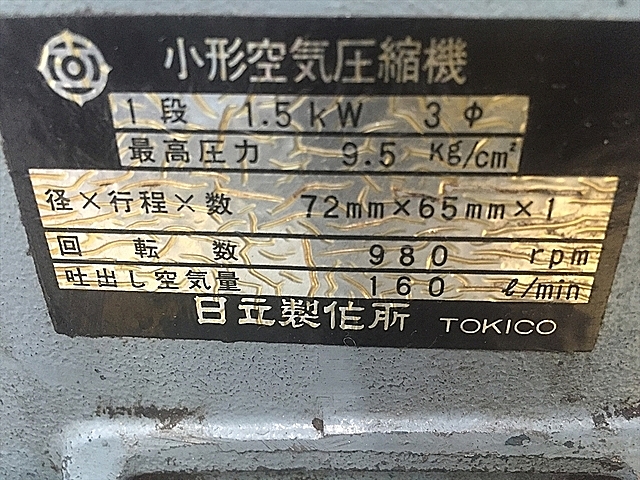 小形空気圧縮機
1段 1.5kW 3Φ
最高圧力 9.5 Kg/cm²
径×行程×数 72mm×65mm×1
回転数 980 rpm
吐出し空気量 160 ℓ/min
日立製作所 TOKICO